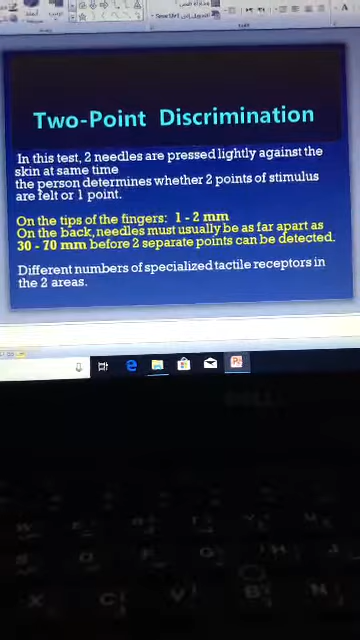 Two-Point Discrimination
In this test, 2 needles are pressed lightly against the
skin at same time
the person determines whether 2 points of stimulus
are felt or 1 point.
On the tips of the fingers: 1 - 2 mm
On the back, needles must usually be as far apart as
30 - 70 mm before 2 separate points can be detected.
Different numbers of specialized tactile receptors in
the 2 areas.